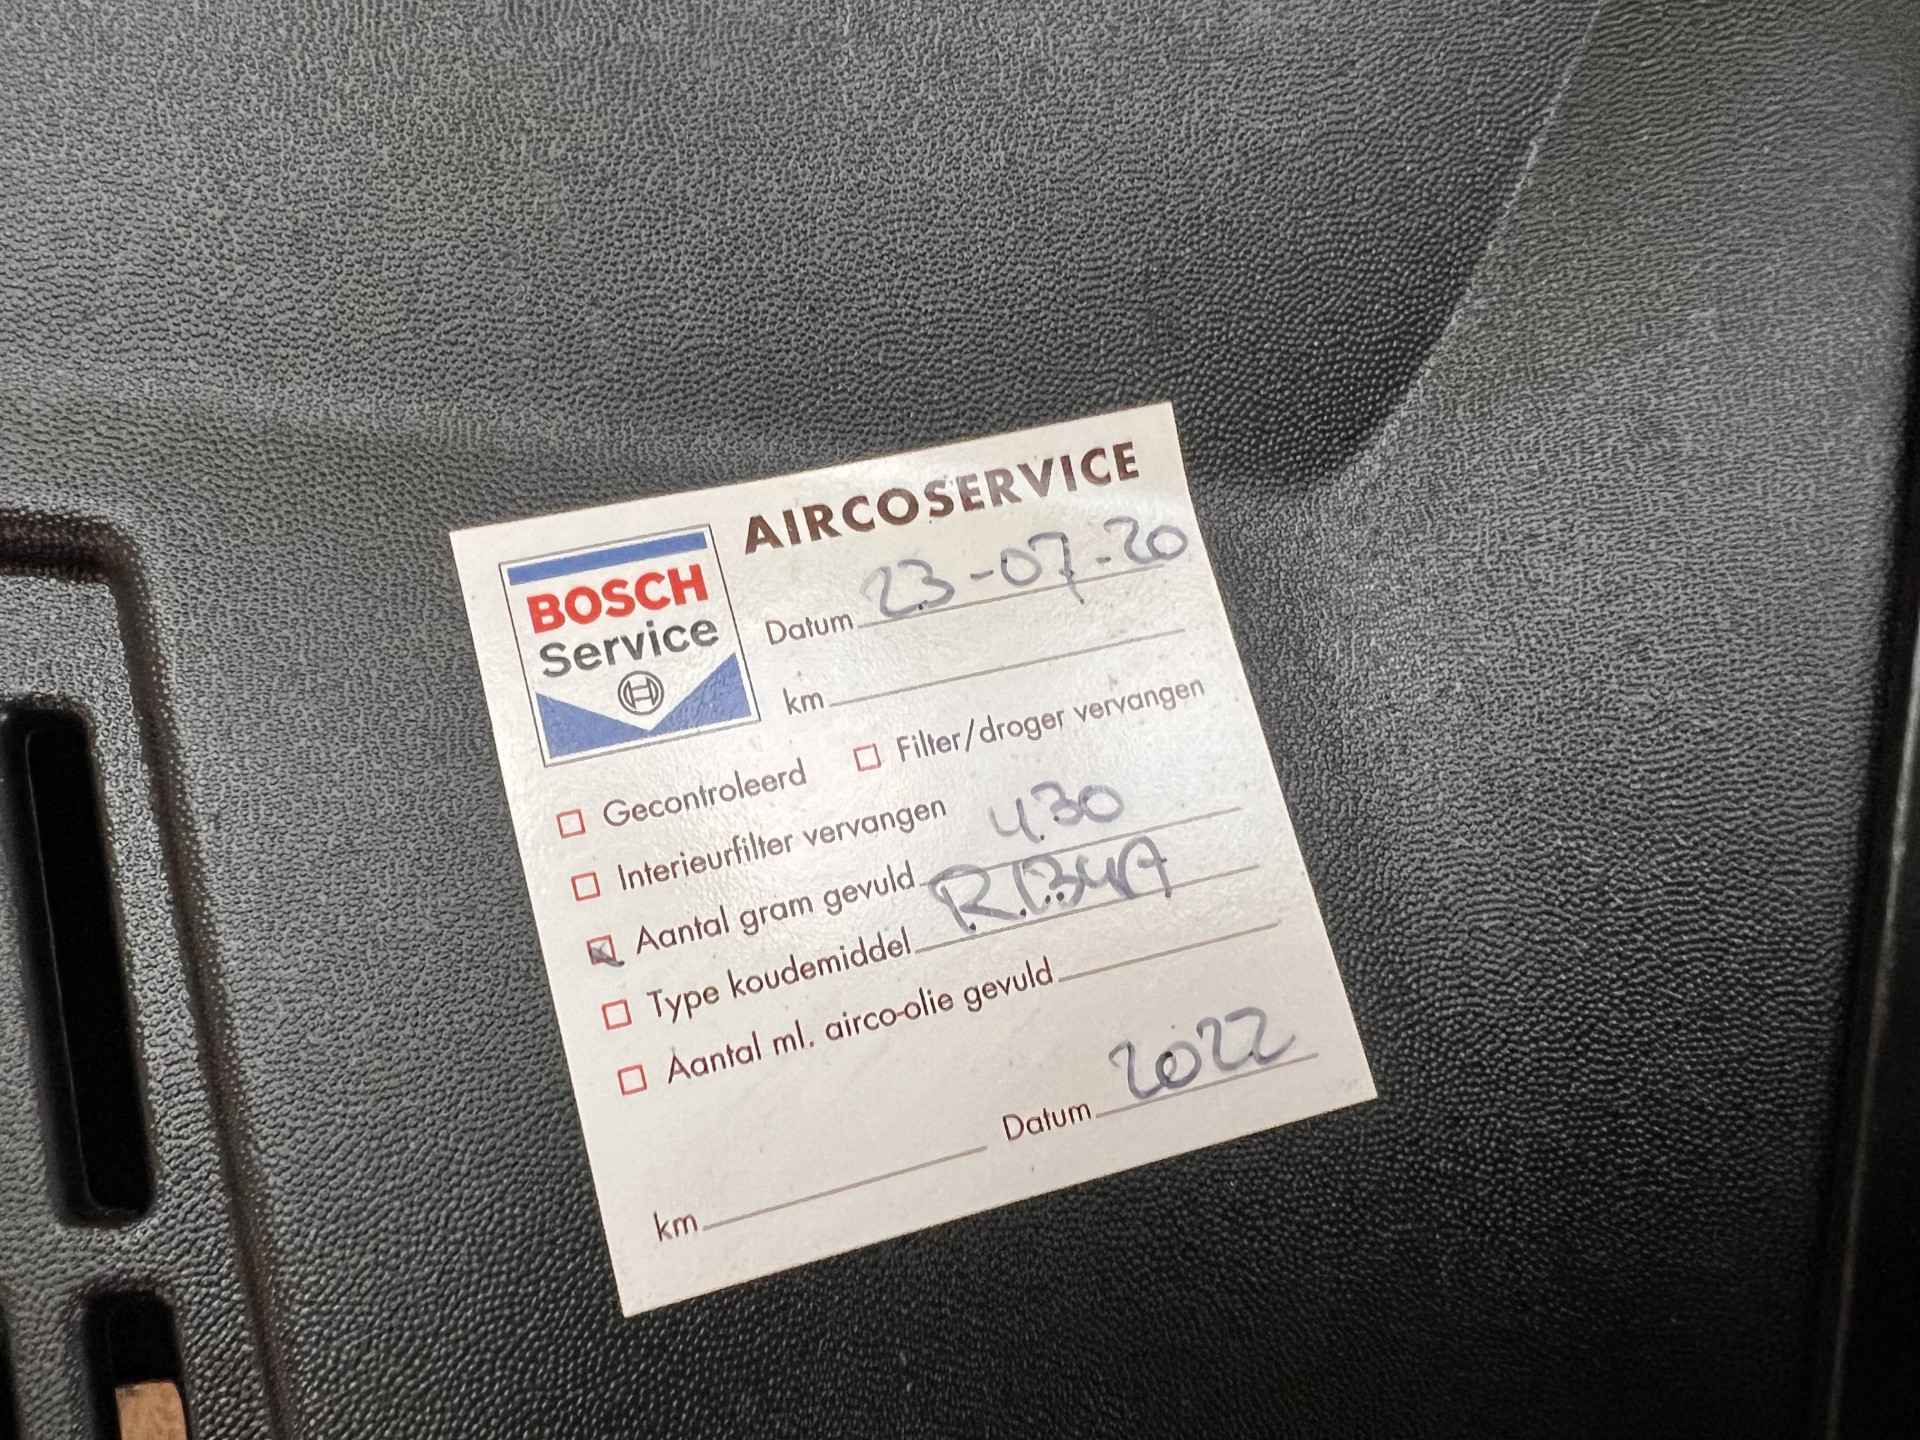 AIRCOSERVICE
BOSCH
Service
Datum 23-07-20
km
Gecontroleerd
Filter/droger vervangen
Interieurfilter vervangen
Aantal gram gevuld 430
Type koudemiddel R.134A
Aantal ml. airco-olie gevuld
km
Datum 2022